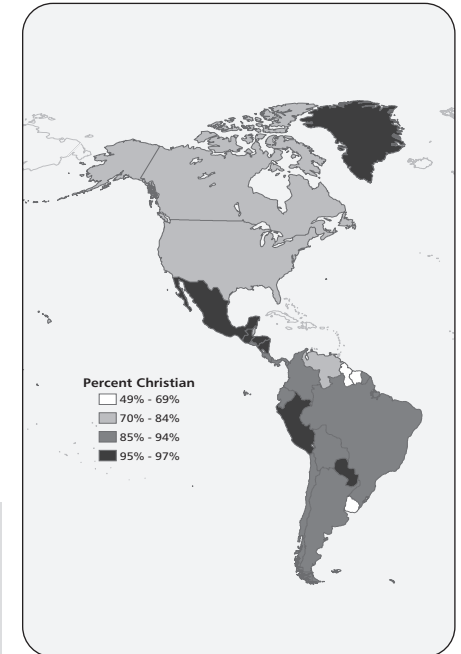 Percent Christian
49% - 69%
70% - 84%
85% - 94%
95% - 97%